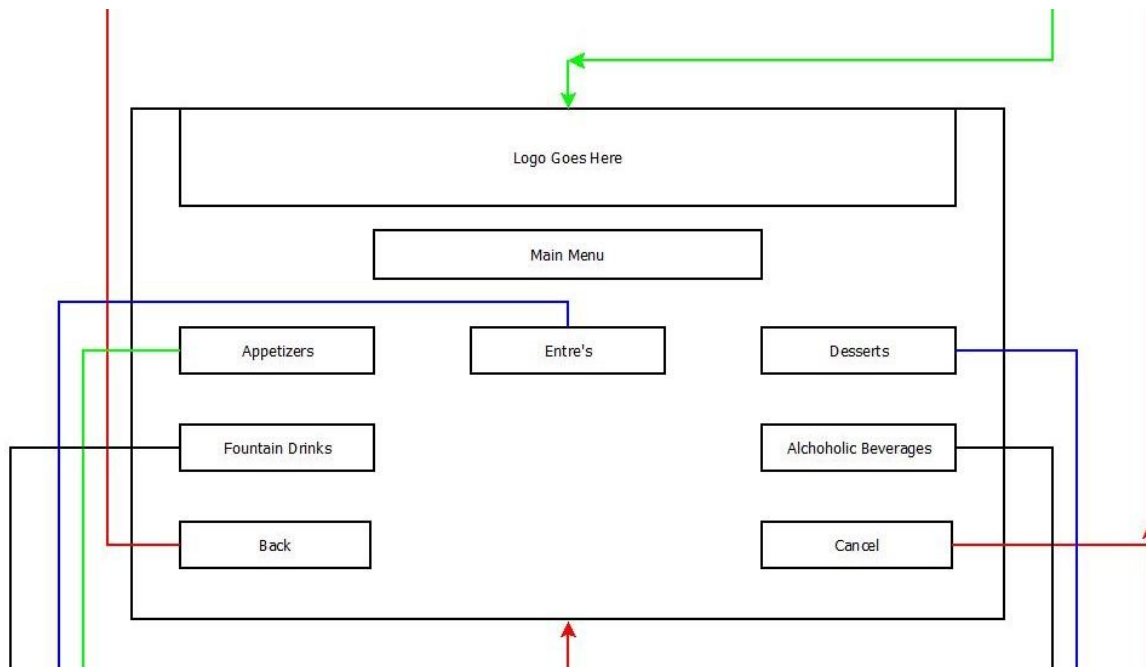 Logo Goes Here
Main Menu
Appetizers
Entre's
Desserts
Fountain Drinks
Alchoholic Beverages
Back
Cancel